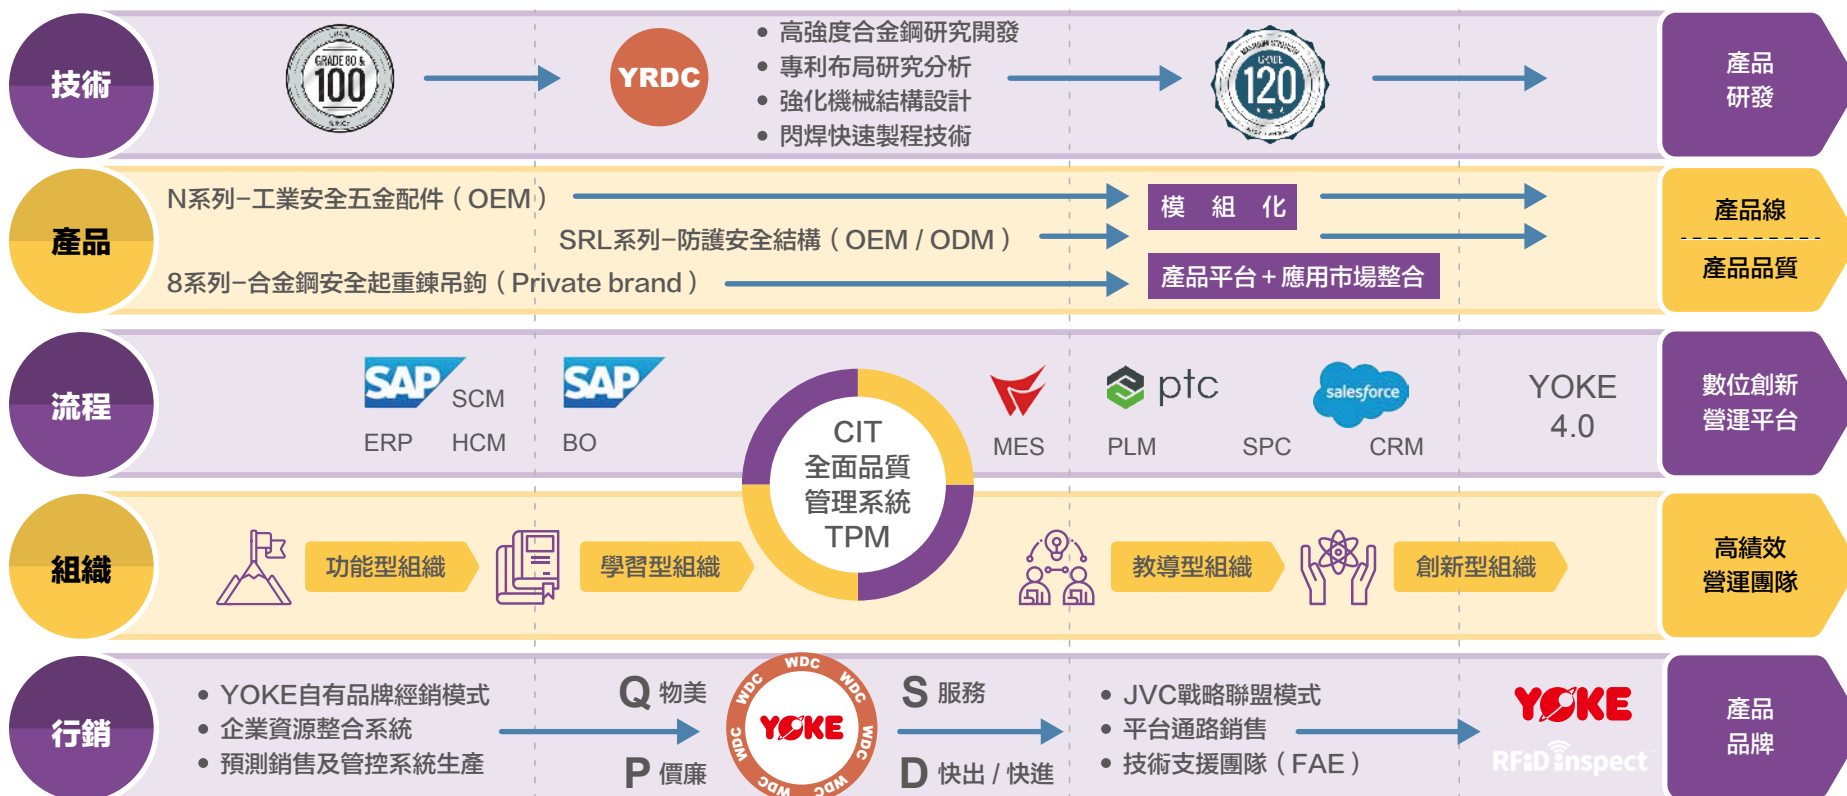 技術
GRADE 80 &
100
YRDC
• 高強度合金鋼研究開發
• 專利布局研究分析
• 強化機械結構設計
• 閃焊快速製程技術
GRADE
120
產品
研發
產品
N系列–工業安全五金配件（OEM）
SRL系列–防護安全結構（OEM / ODM）
8系列–合金鋼安全起重鍊吊鉤（Private brand）
模 組 化
產品平台＋應用市場整合
產品線
產品品質
流程
SAP
SCM
ERP
HCM
SAP
BO
CIT
全面品質
管理系統
TPM
MES
ptc
PLM
SPC
salesforce
CRM
YOKE
4.0
數位創新
營運平台
組織
功能型組織
學習型組織
教導型組織
創新型組織
高績效
營運團隊
行銷
• YOKE自有品牌經銷模式
• 企業資源整合系統
• 預測銷售及管控系統生產
Q 物美
P 價廉
WDC WDC WDC WDC WDC WDC WDC
YOKE
S 服務
D 快出 / 快進
• JVC戰略聯盟模式
• 平台通路銷售
• 技術支援團隊（FAE）
YOKE
RFiD inspect
產品
品牌